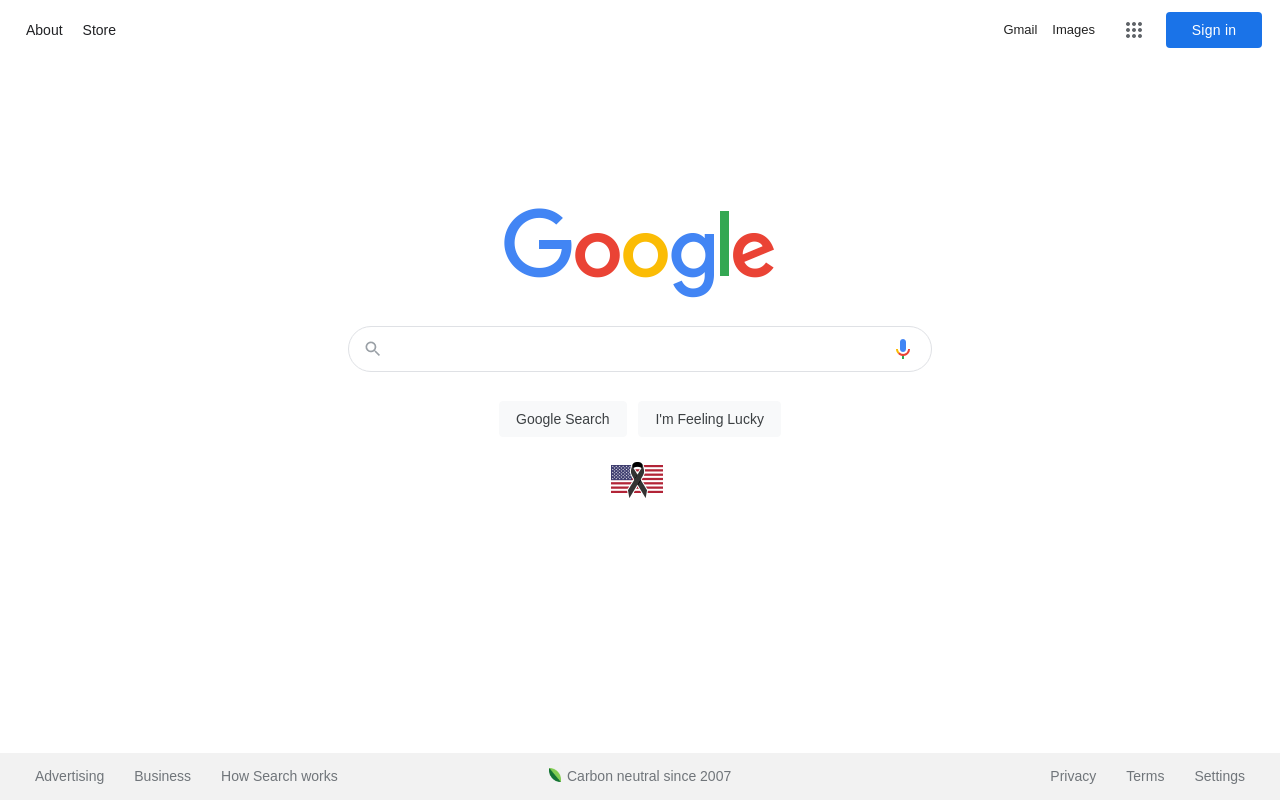 About Store Gmail Images Sign in
Google
Google Search I'm Feeling Lucky
Advertising Business How Search works Carbon neutral since 2007 Privacy Terms Settings